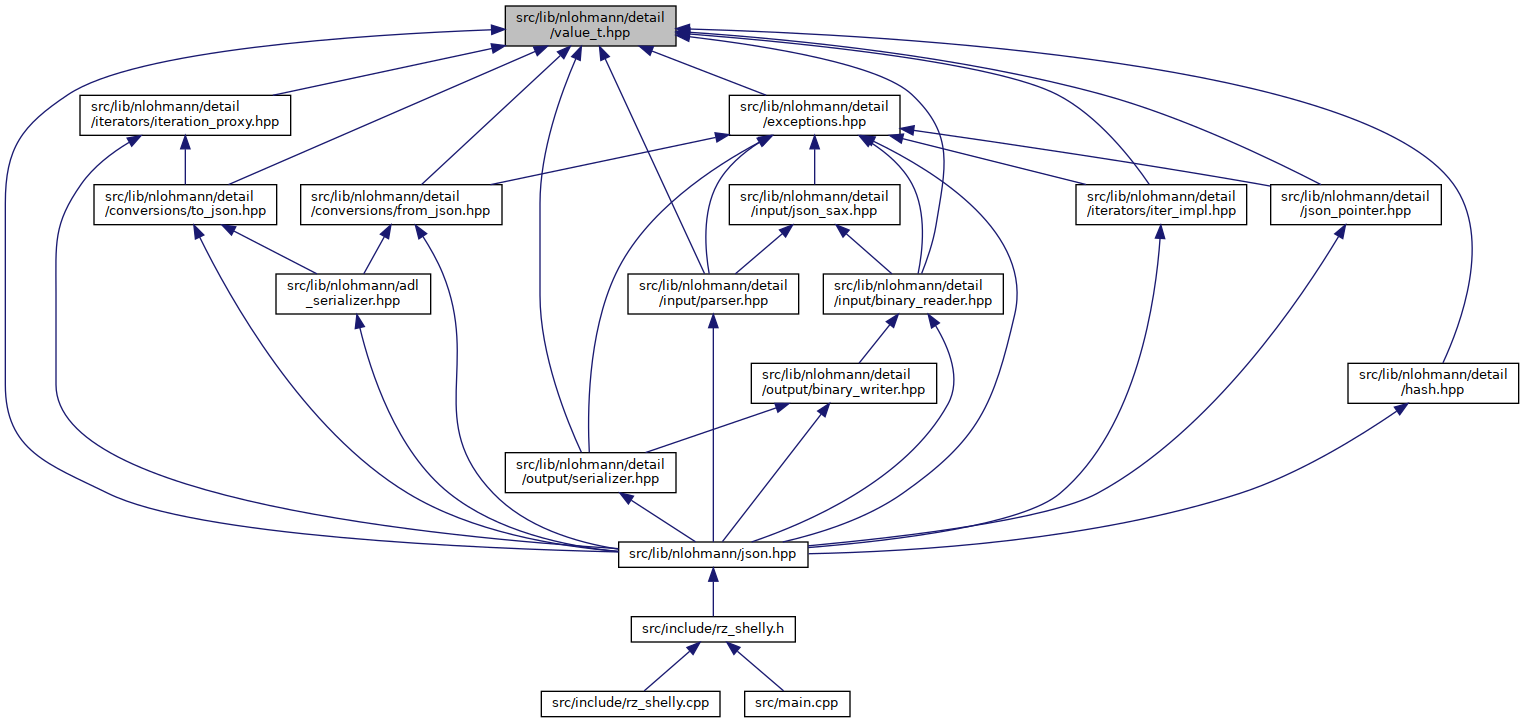 src/lib/nlohmann/detail
/value_t.hpp
src/lib/nlohmann/detail
/iterators/iteration_proxy.hpp
src/lib/nlohmann/detail
/exceptions.hpp
src/lib/nlohmann/detail
/conversions/to_json.hpp
src/lib/nlohmann/detail
/conversions/from_json.hpp
src/lib/nlohmann/detail
/input/json_sax.hpp
src/lib/nlohmann/detail
/iterators/iter_impl.hpp
src/lib/nlohmann/detail
/json_pointer.hpp
src/lib/nlohmann/adl
_serializer.hpp
src/lib/nlohmann/detail
/input/parser.hpp
src/lib/nlohmann/detail
/input/binary_reader.hpp
src/lib/nlohmann/detail
/output/binary_writer.hpp
src/lib/nlohmann/detail
/hash.hpp
src/lib/nlohmann/detail
/output/serializer.hpp
src/lib/nlohmann/json.hpp
src/include/rz_shelly.h
src/include/rz_shelly.cpp
src/main.cpp